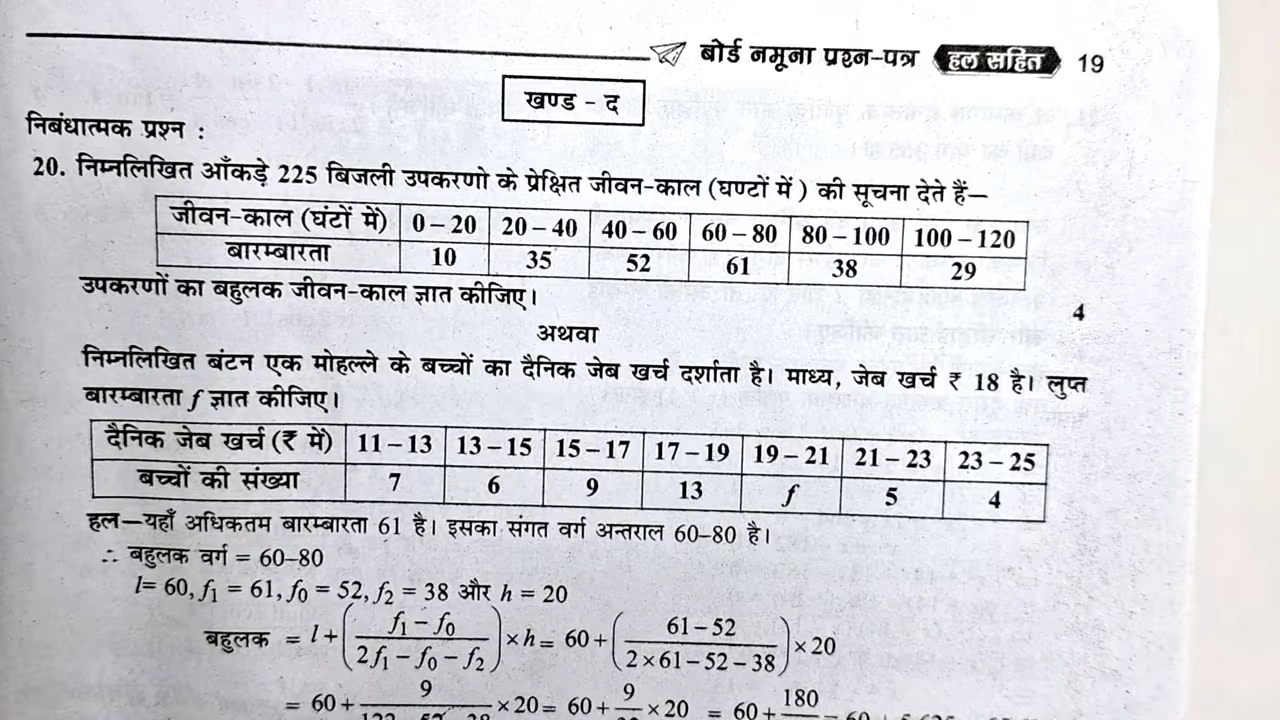 बोर्ड नमूना प्रश्न-पत्र हल सहित 19
खण्ड - द
निबंधात्मक प्रश्न :
20. निम्नलिखित आँकड़े 225 बिजली उपकरणो के प्रेक्षित जीवन-काल (घण्टों में ) की सूचना देते हैं—
जीवन-काल (घंटों में) 0 – 20 20 – 40 40 – 60 60 – 80 80 – 100 100 – 120
बारम्बारता 10 35 52 61 38 29
उपकरणों का बहुलक जीवन-काल ज्ञात कीजिए।
4
अथवा
निम्नलिखित बंटन एक मोहल्ले के बच्चों का दैनिक जेब खर्च दर्शाता है। माध्य, जेब खर्च ₹ 18 है। लुप्त
बारम्बारता f ज्ञात कीजिए।
दैनिक जेब खर्च (₹ में) 11 – 13 13 – 15 15 – 17 17 – 19 19 – 21 21 – 23 23 – 25
बच्चों की संख्या 7 6 9 13 f 5 4
हल—यहाँ अधिकतम बारम्बारता 61 है। इसका संगत वर्ग अन्तराल 60–80 है।
∴ बहुलक वर्ग = 60–80
l= 60, f₁ = 61, f₀ = 52, f₂ = 38 और h = 20
बहुलक = l + ( f₁ – f₀ / 2f₁ – f₀ – f₂ ) × h = 60 + ( 61 – 52 / 2 × 61 – 52 – 38 ) × 20
= 60 + 9 × 20 = 60 + 9 × 20 = 60 + 180